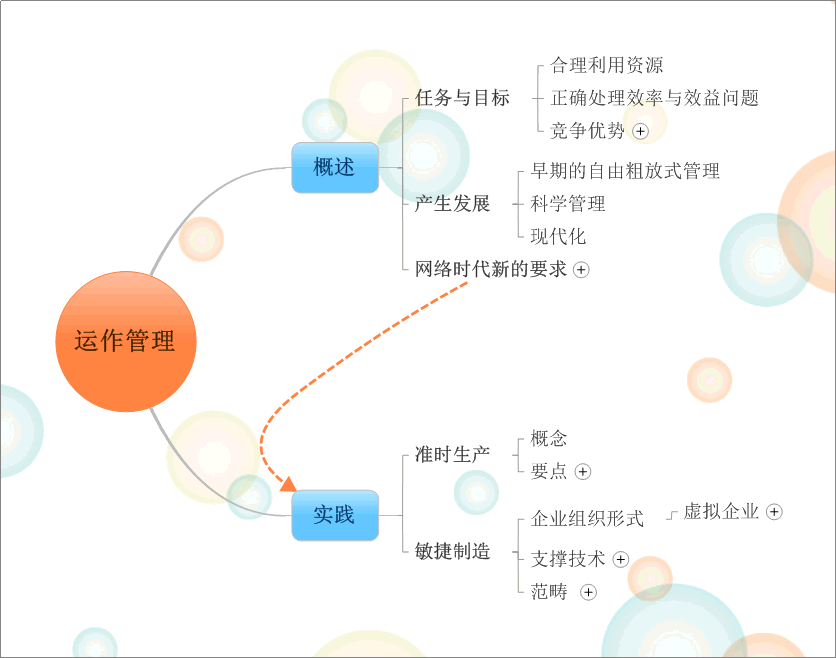 运作管理
概述
任务与目标
合理利用资源
正确处理效率与效益问题
竞争优势
产生发展
早期的自由粗放式管理
科学管理
现代化
网络时代新的要求
实践
准时生产
概念
要点
敏捷制造
企业组织形式
虚拟企业
支撑技术
范畴